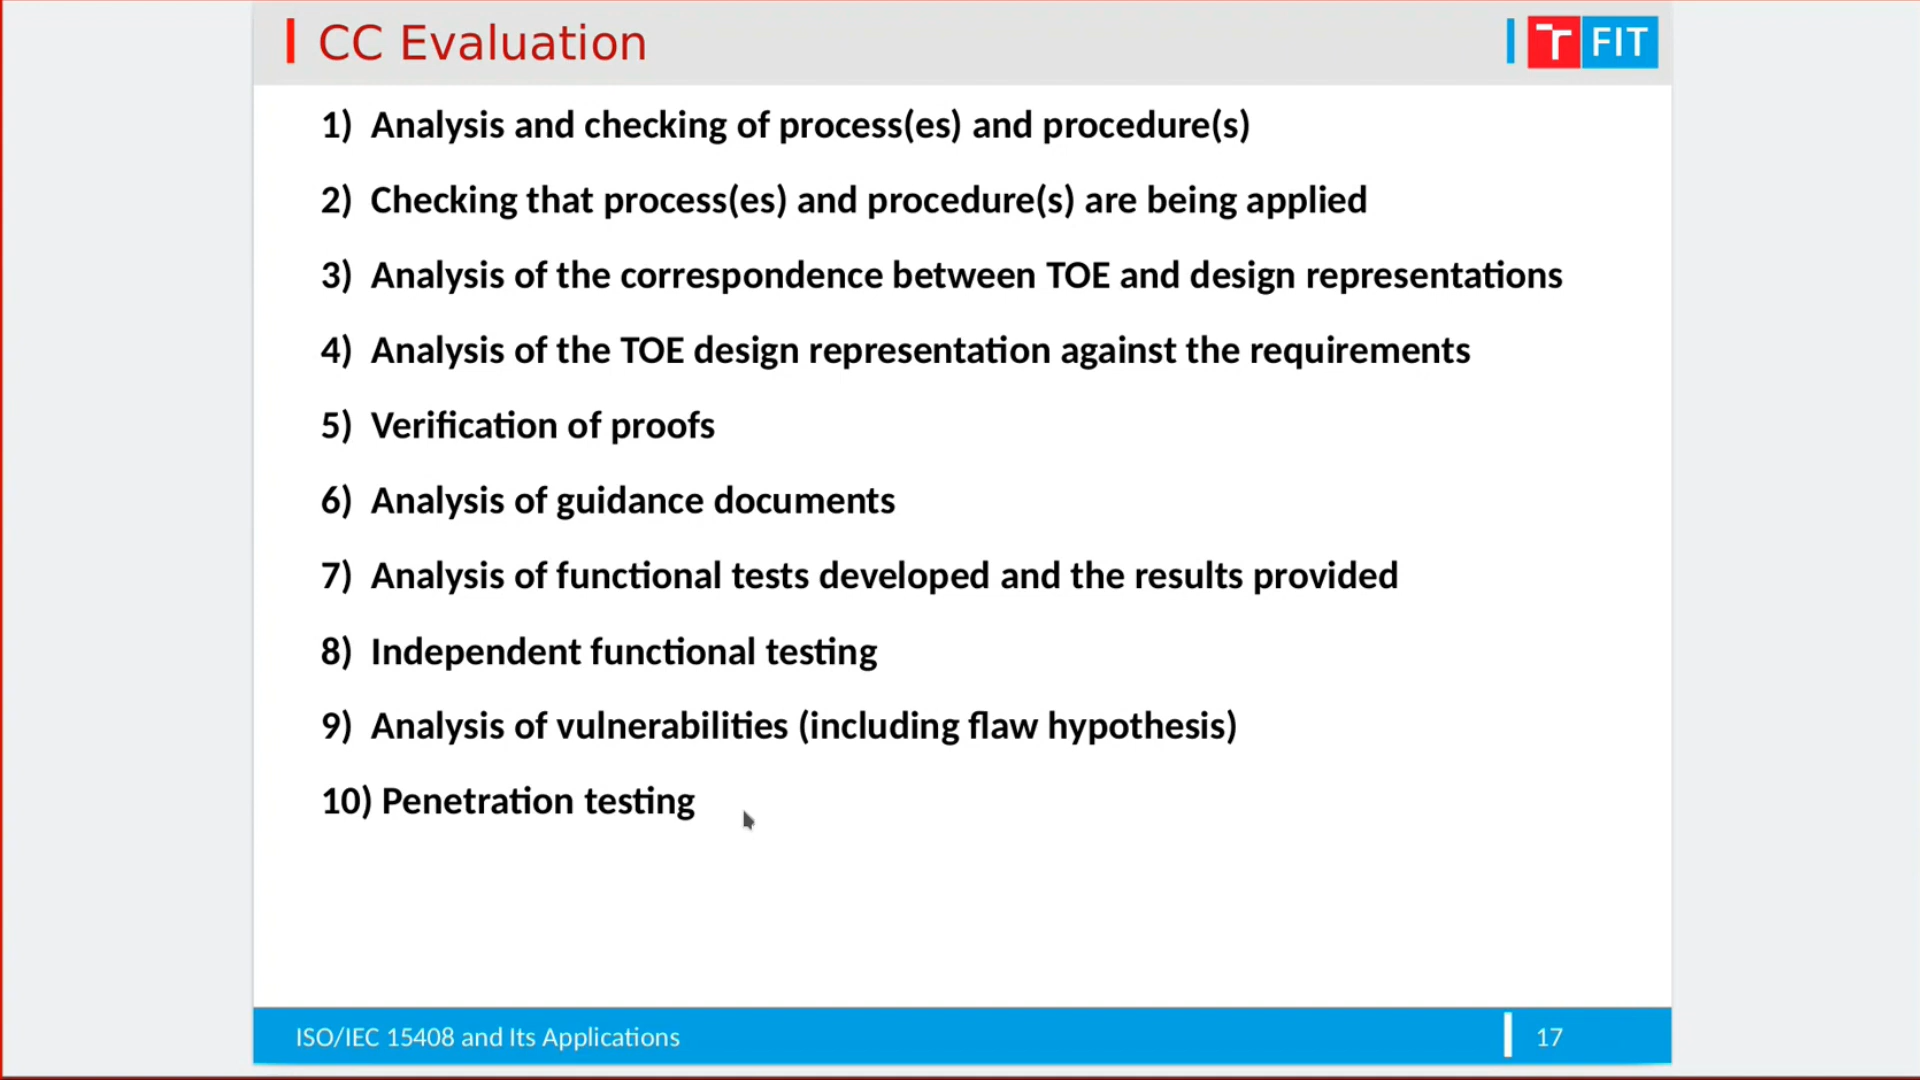 CC Evaluation
T FIT
1) Analysis and checking of process(es) and procedure(s)
2) Checking that process(es) and procedure(s) are being applied
3) Analysis of the correspondence between TOE and design representations
4) Analysis of the TOE design representation against the requirements
5) Verification of proofs
6) Analysis of guidance documents
7) Analysis of functional tests developed and the results provided
8) Independent functional testing
9) Analysis of vulnerabilities (including flaw hypothesis)
10) Penetration testing
ISO/IEC 15408 and Its Applications
17